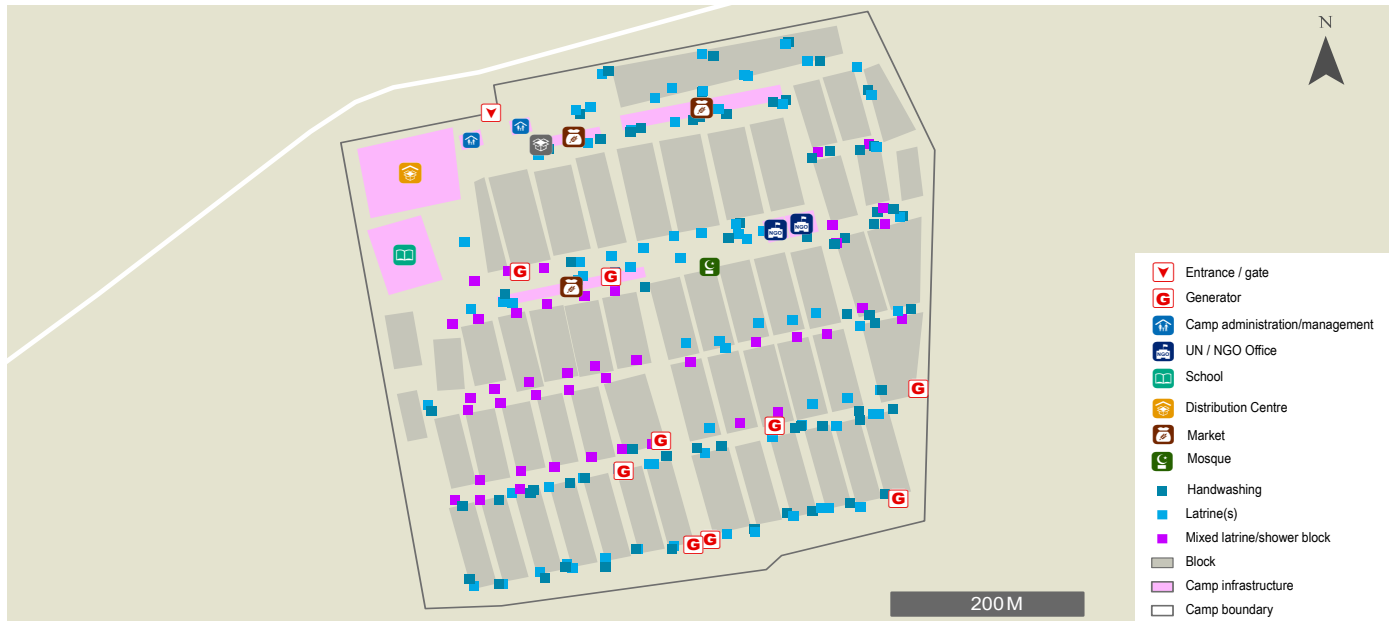 N
NGO
NGO
G
G
G
G
G
G
G
G
G
200 M
Entrance / gate
G Generator
Camp administration/management
NGO UN / NGO Office
School
Distribution Centre
Market
Mosque
Handwashing
Latrine(s)
Mixed latrine/shower block
Block
Camp infrastructure
Camp boundary